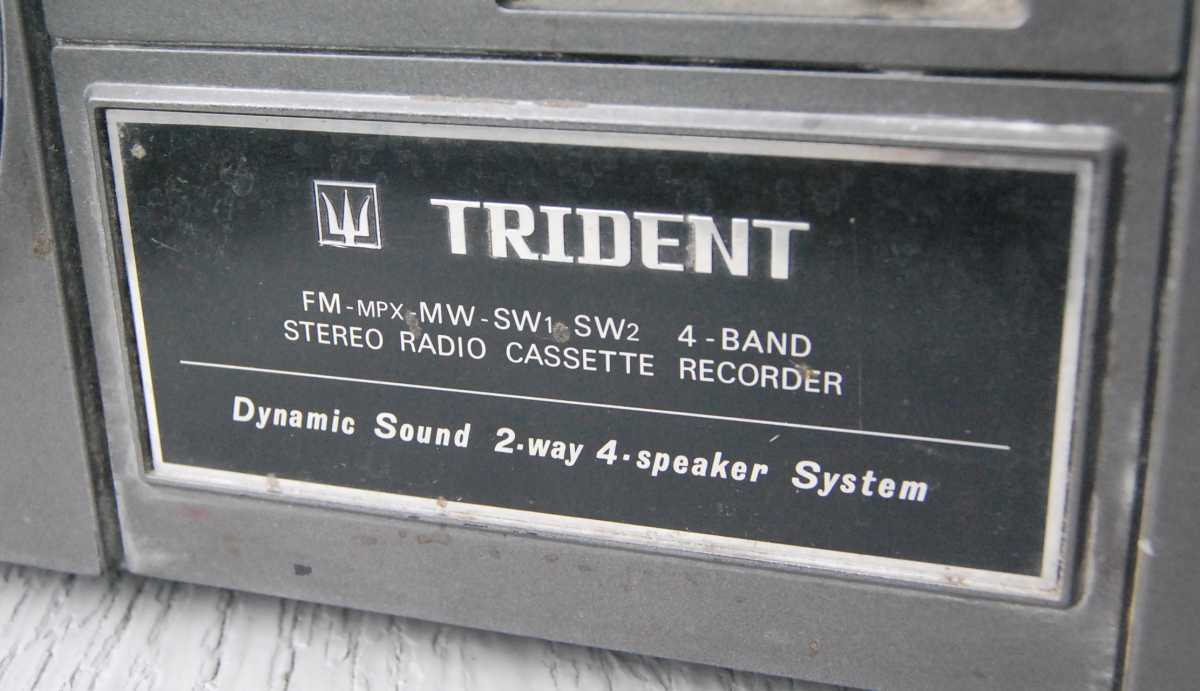 TRIDENT
FM-MPX-MW-SW1-SW2 4-BAND
STEREO RADIO CASSETTE RECORDER
Dynamic Sound 2-way 4-speaker System